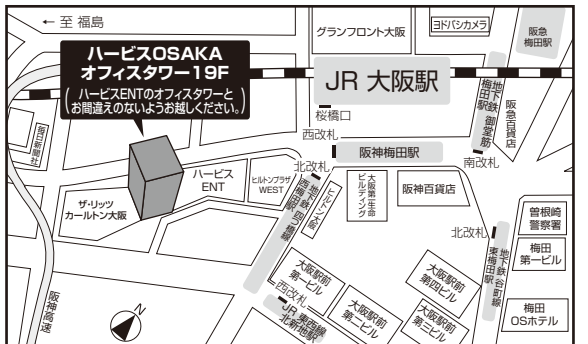 ← 至 福島
グランフロント大阪
ヨドバシカメラ
阪急
梅田駅
ハービスOSAKA
オフィスタワー19F
(ハービスENTのオフィスタワーと
お間違えのないようお越しください。)
JR 大阪駅
桜橋口
西改札
地下鉄 御堂筋
梅田駅
阪急百貨店
毎日新聞社
阪神梅田駅
南改札
北改札
ハービス
ENT
ヒルトンプラザ
WEST
地下鉄 四つ橋線
西梅田駅
ヒルトン大阪
大阪第一生命
ビルディング
阪神百貨店
ザ・リッツ
カールトン大阪
北改札
地下鉄 谷町線
東梅田駅
曽根崎
警察署
梅田
第一ビル
大阪駅前
第一ビル
大阪駅前
第四ビル
西改札
JR 東西線
北新地駅
大阪駅前
第二ビル
大阪駅前
第三ビル
梅田
OSホテル
阪神高速
N